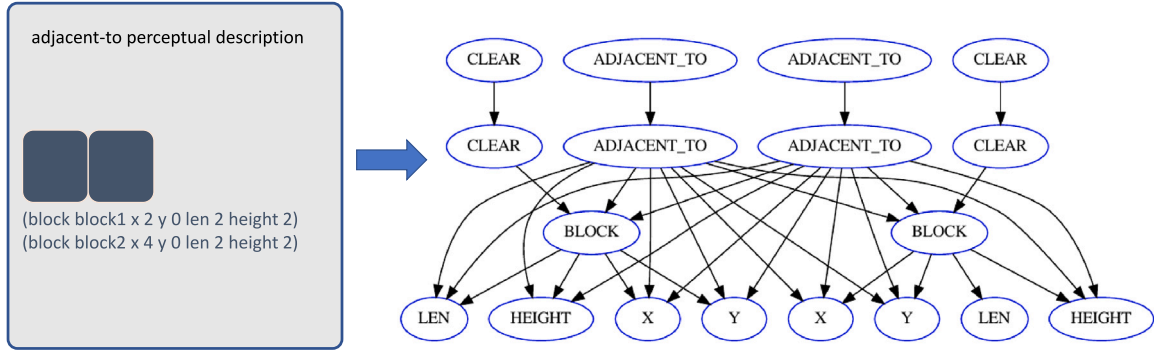 adjacent-to perceptual description
(block block1 x 2 y 0 len 2 height 2)
(block block2 x 4 y 0 len 2 height 2)
CLEAR ADJACENT_TO ADJACENT_TO CLEAR
CLEAR ADJACENT_TO ADJACENT_TO CLEAR
BLOCK BLOCK
LEN HEIGHT X Y X Y LEN HEIGHT